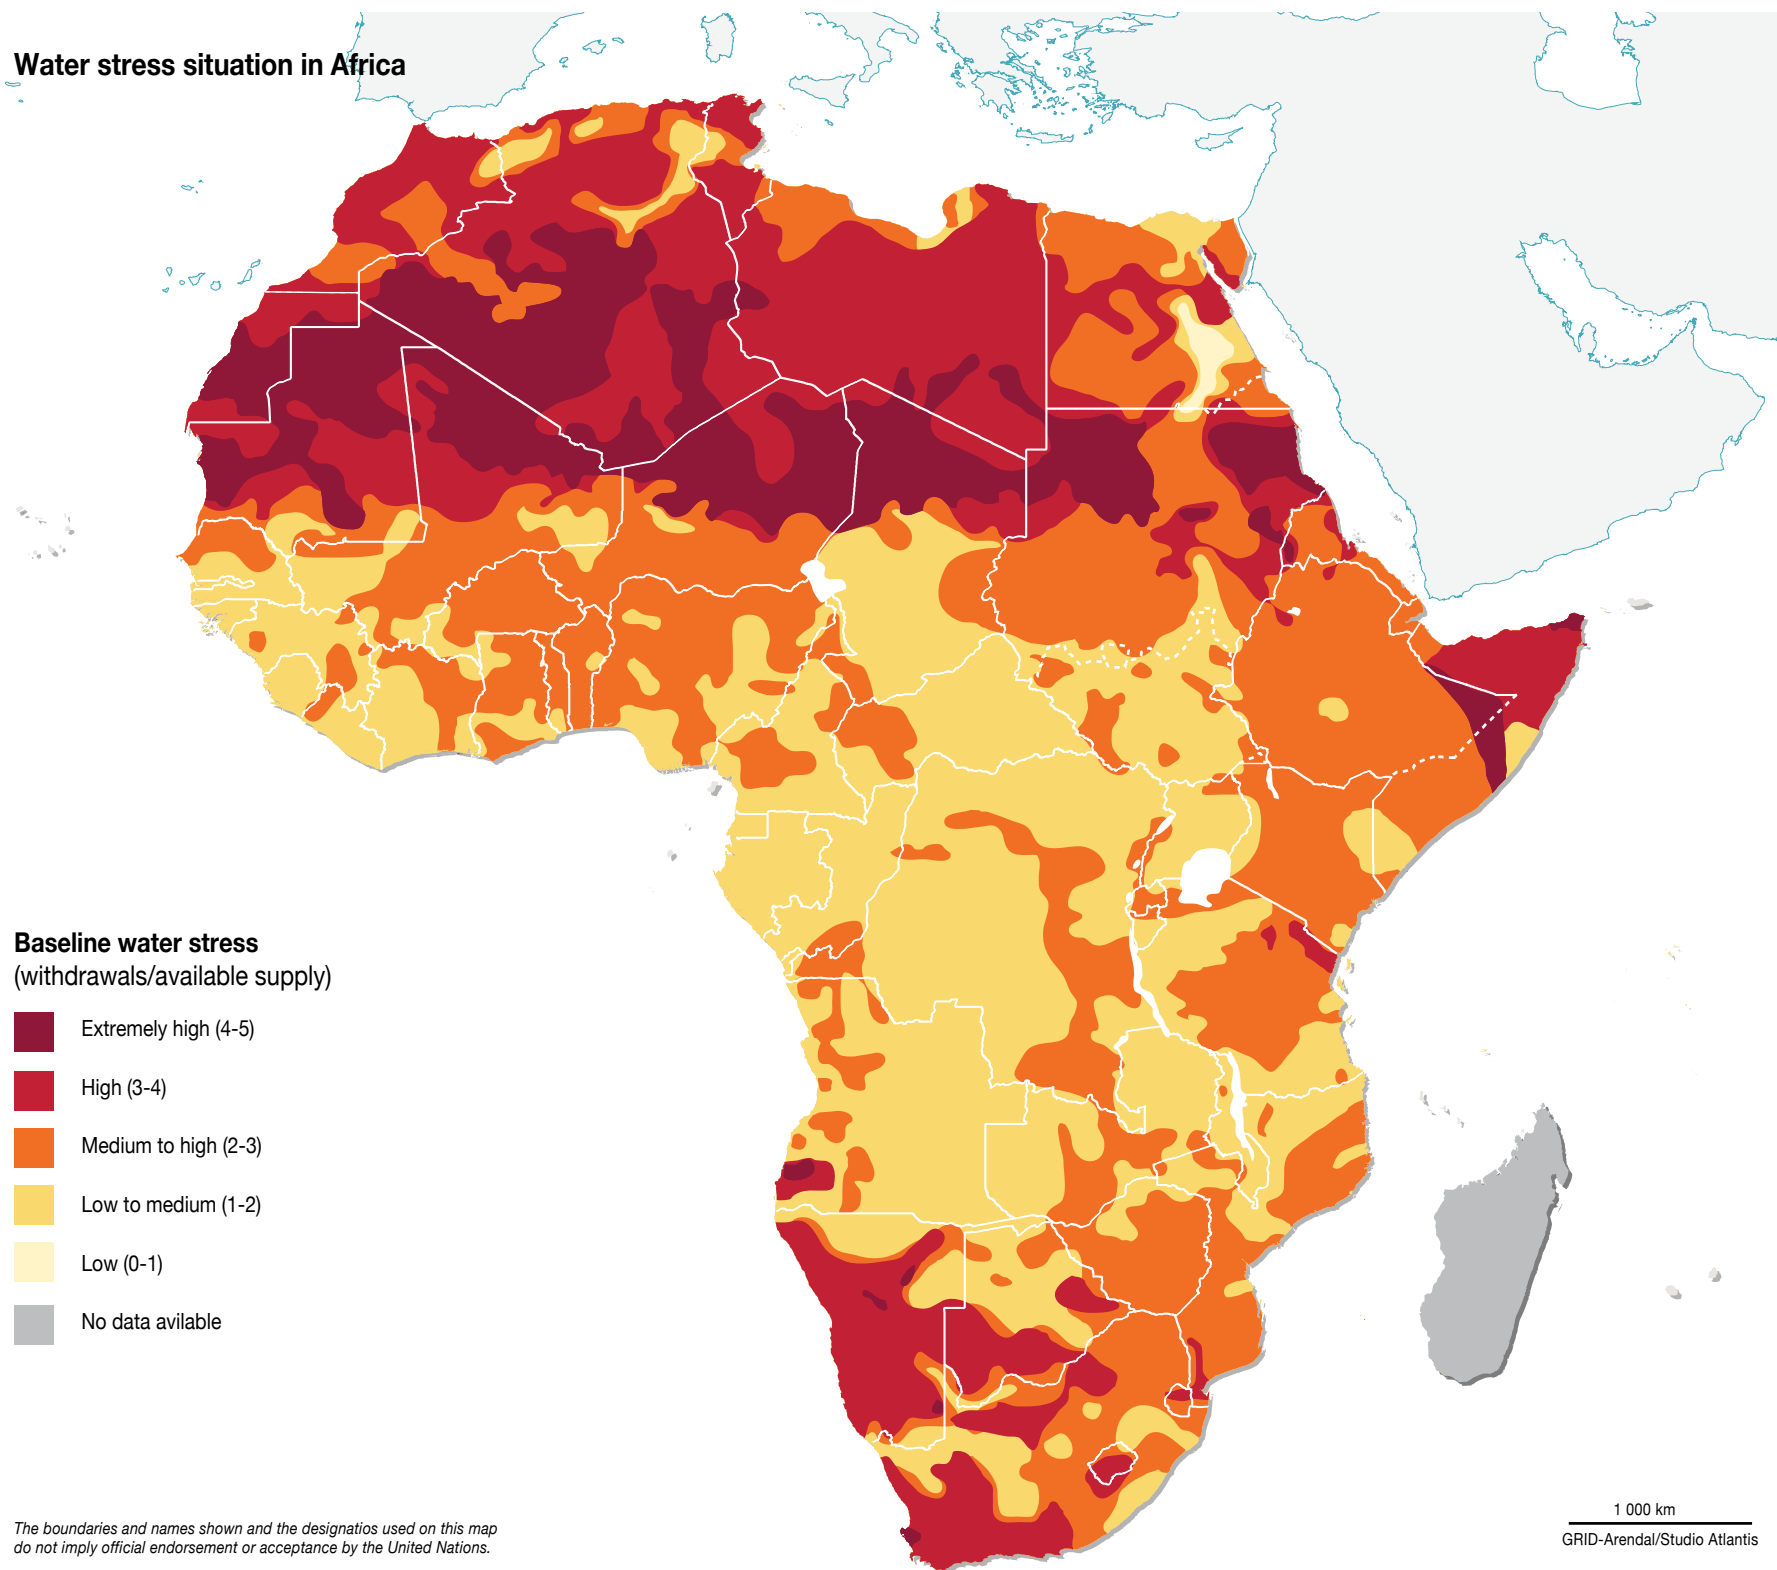 Water stress situation in Africa
Baseline water stress
(withdrawals/available supply)
Extremely high (4-5)
High (3-4)
Medium to high (2-3)
Low to medium (1-2)
Low (0-1)
No data avilable
The boundaries and names shown and the designatios used on this map
do not imply official endorsement or acceptance by the United Nations.
1 000 km
GRID-Arendal/Studio Atlantis